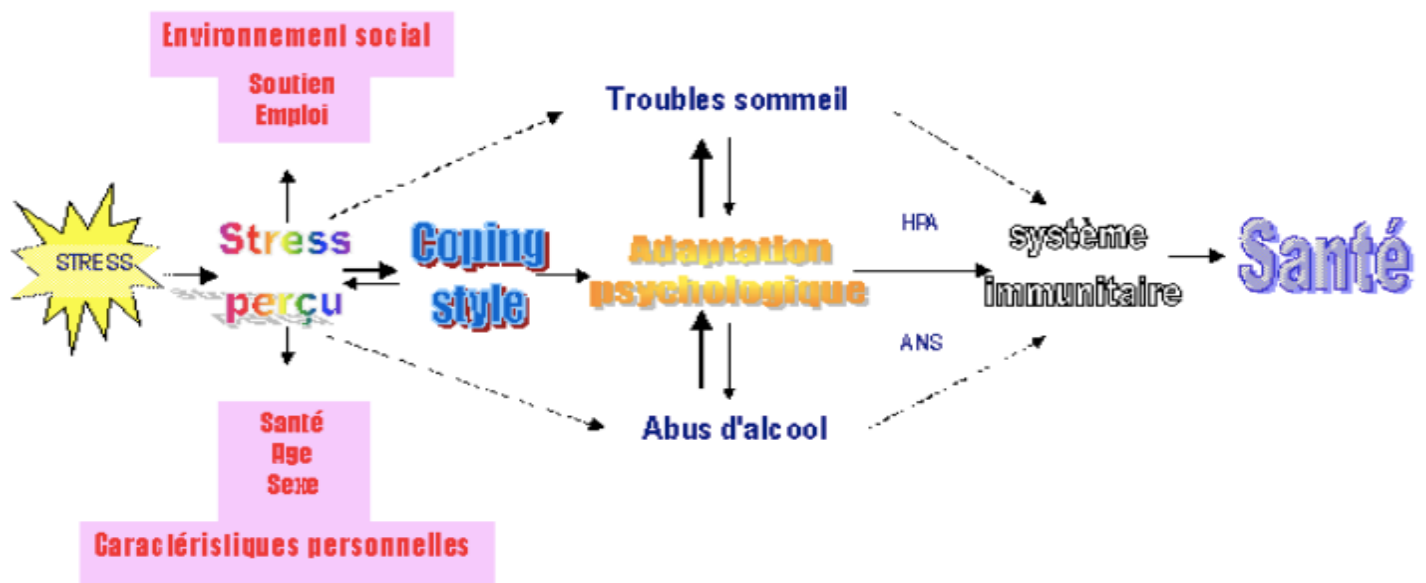 Environnement social
Soutien
Emploi
Troubles sommeil
STRESS
Stress
perçu
Coping
style
Adaptation
psychologique
HPA
ANS
système
immunitaire
Santé
Abus d'alcool
Santé
Age
Sexe
Caractéristiques personnelles